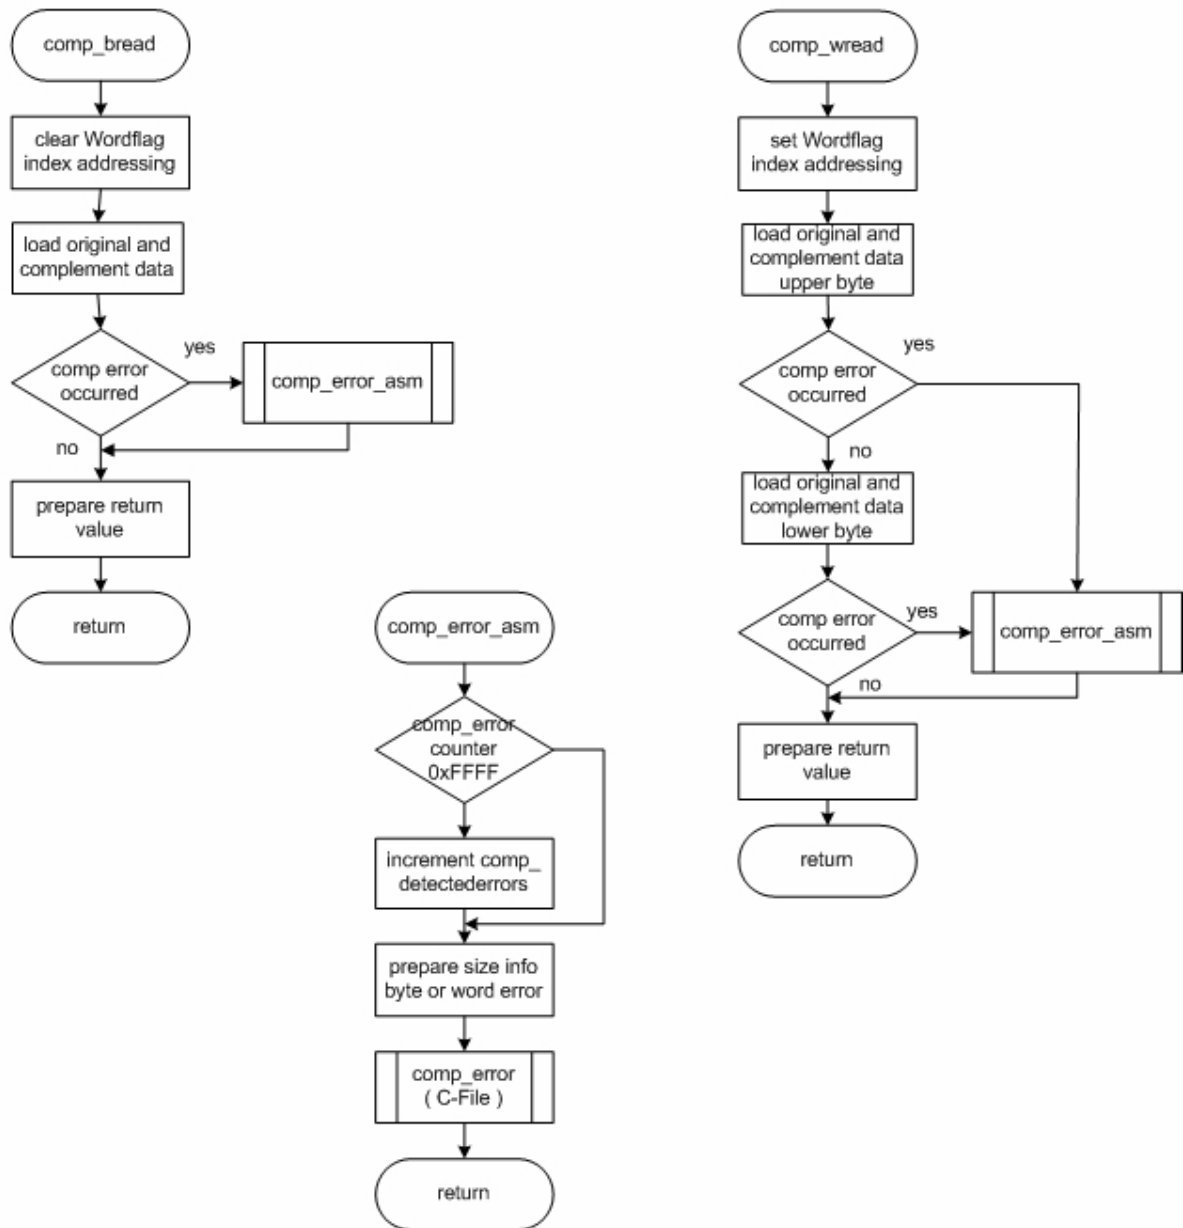 comp_bread
clear Wordflag
index addressing
load original and
complement data
comp error
occurred
yes
comp_error_asm
no
prepare return
value
return
comp_error_asm
comp_error
counter
0xFFFF
increment comp_
detectederrors
prepare size info
byte or word error
comp_error
( C-File )
return
comp_wread
set Wordflag
index addressing
load original and
complement data
upper byte
comp error
occurred
yes
no
load original and
complement data
lower byte
comp error
occurred
yes
comp_error_asm
no
prepare return
value
return